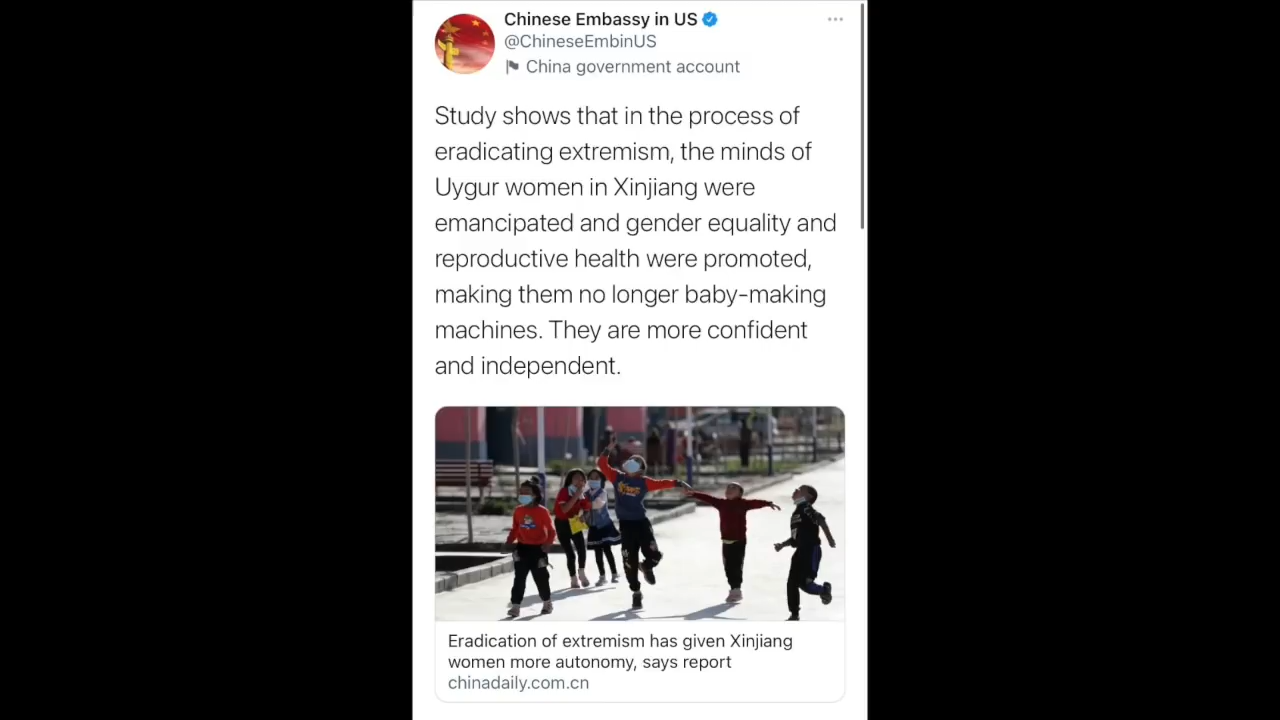 Chinese Embassy in US
@ChineseEmbinUS
China government account
Study shows that in the process of
eradicating extremism, the minds of
Uygur women in Xinjiang were
emancipated and gender equality and
reproductive health were promoted,
making them no longer baby-making
machines. They are more confident
and independent.
Eradication of extremism has given Xinjiang
women more autonomy, says report
chinadaily.com.cn